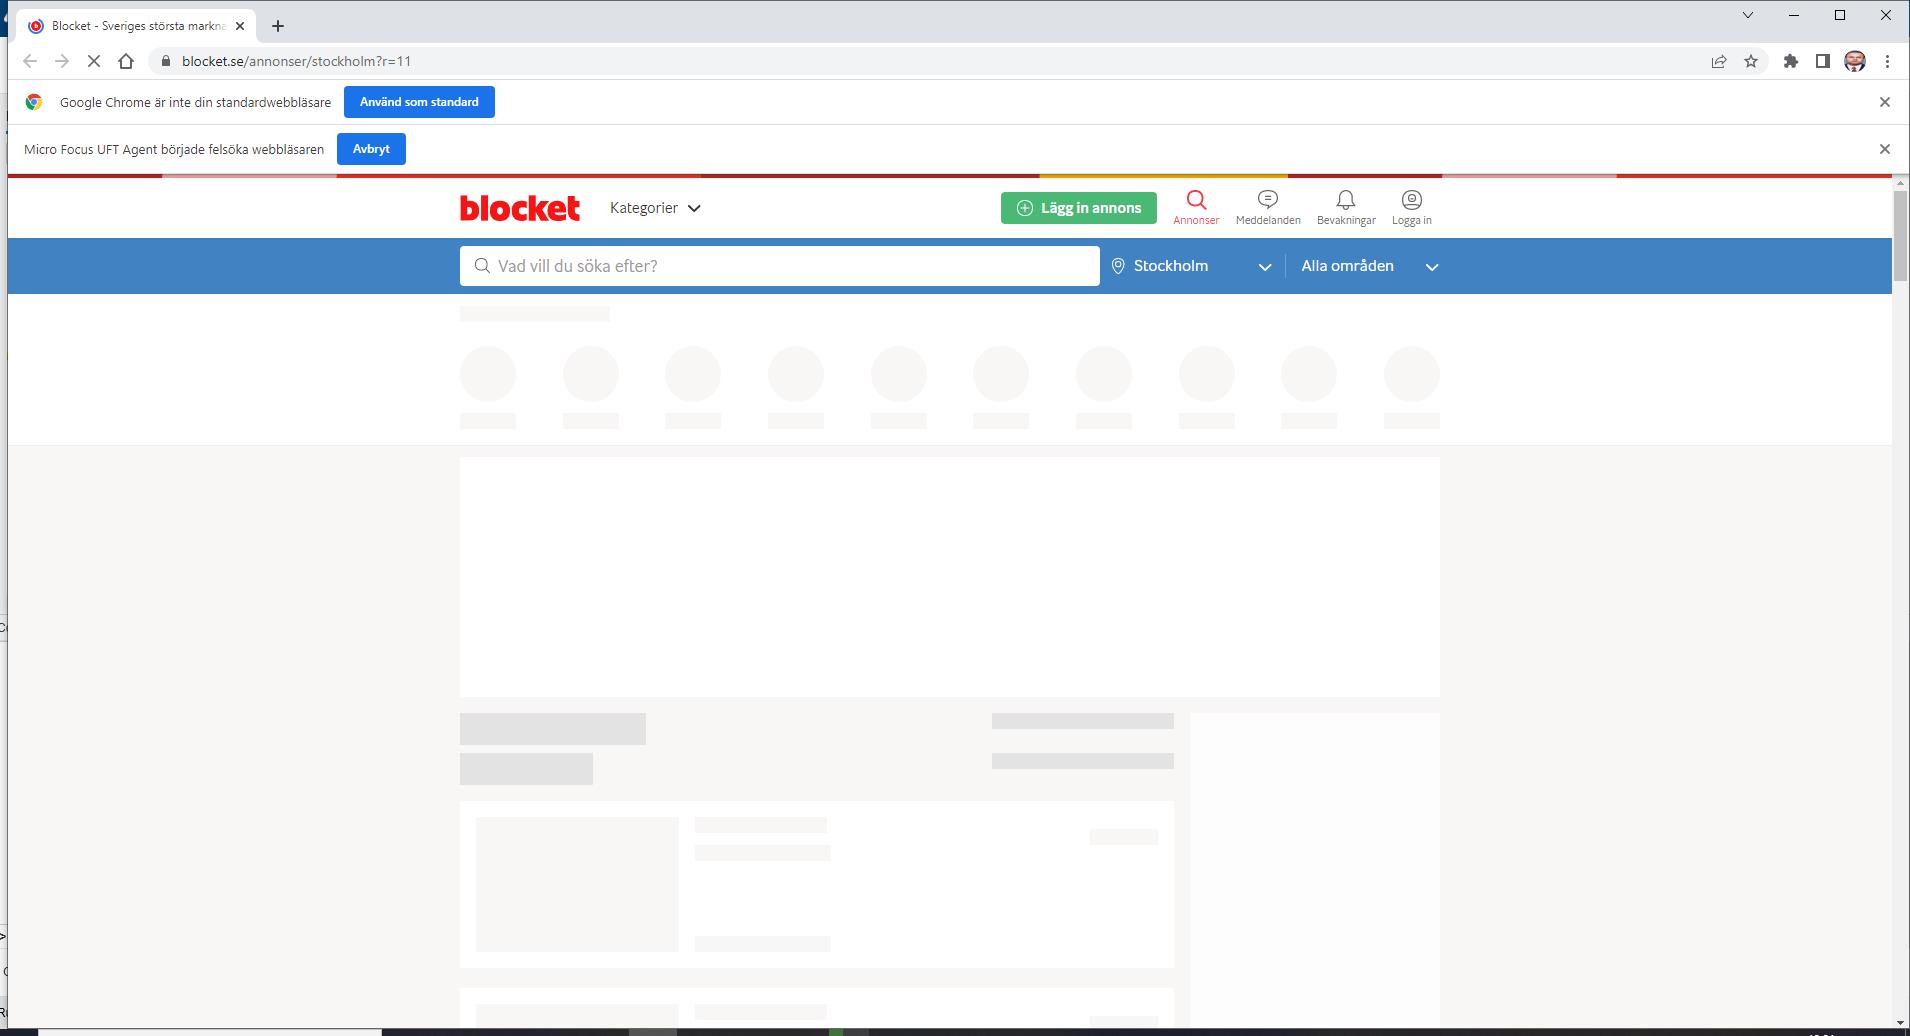 Blocket - Sveriges största markna
blocket.se/annonser/stockholm?r=11
Google Chrome är inte din standardwebbläsare
Använd som standard
Micro Focus UFT Agent började felsöka webbläsaren
Avbryt
blocket
Kategorier
Lägg in annons
Annonser
Meddelanden
Bevakningar
Logga in
Vad vill du söka efter?
Stockholm
Alla områden